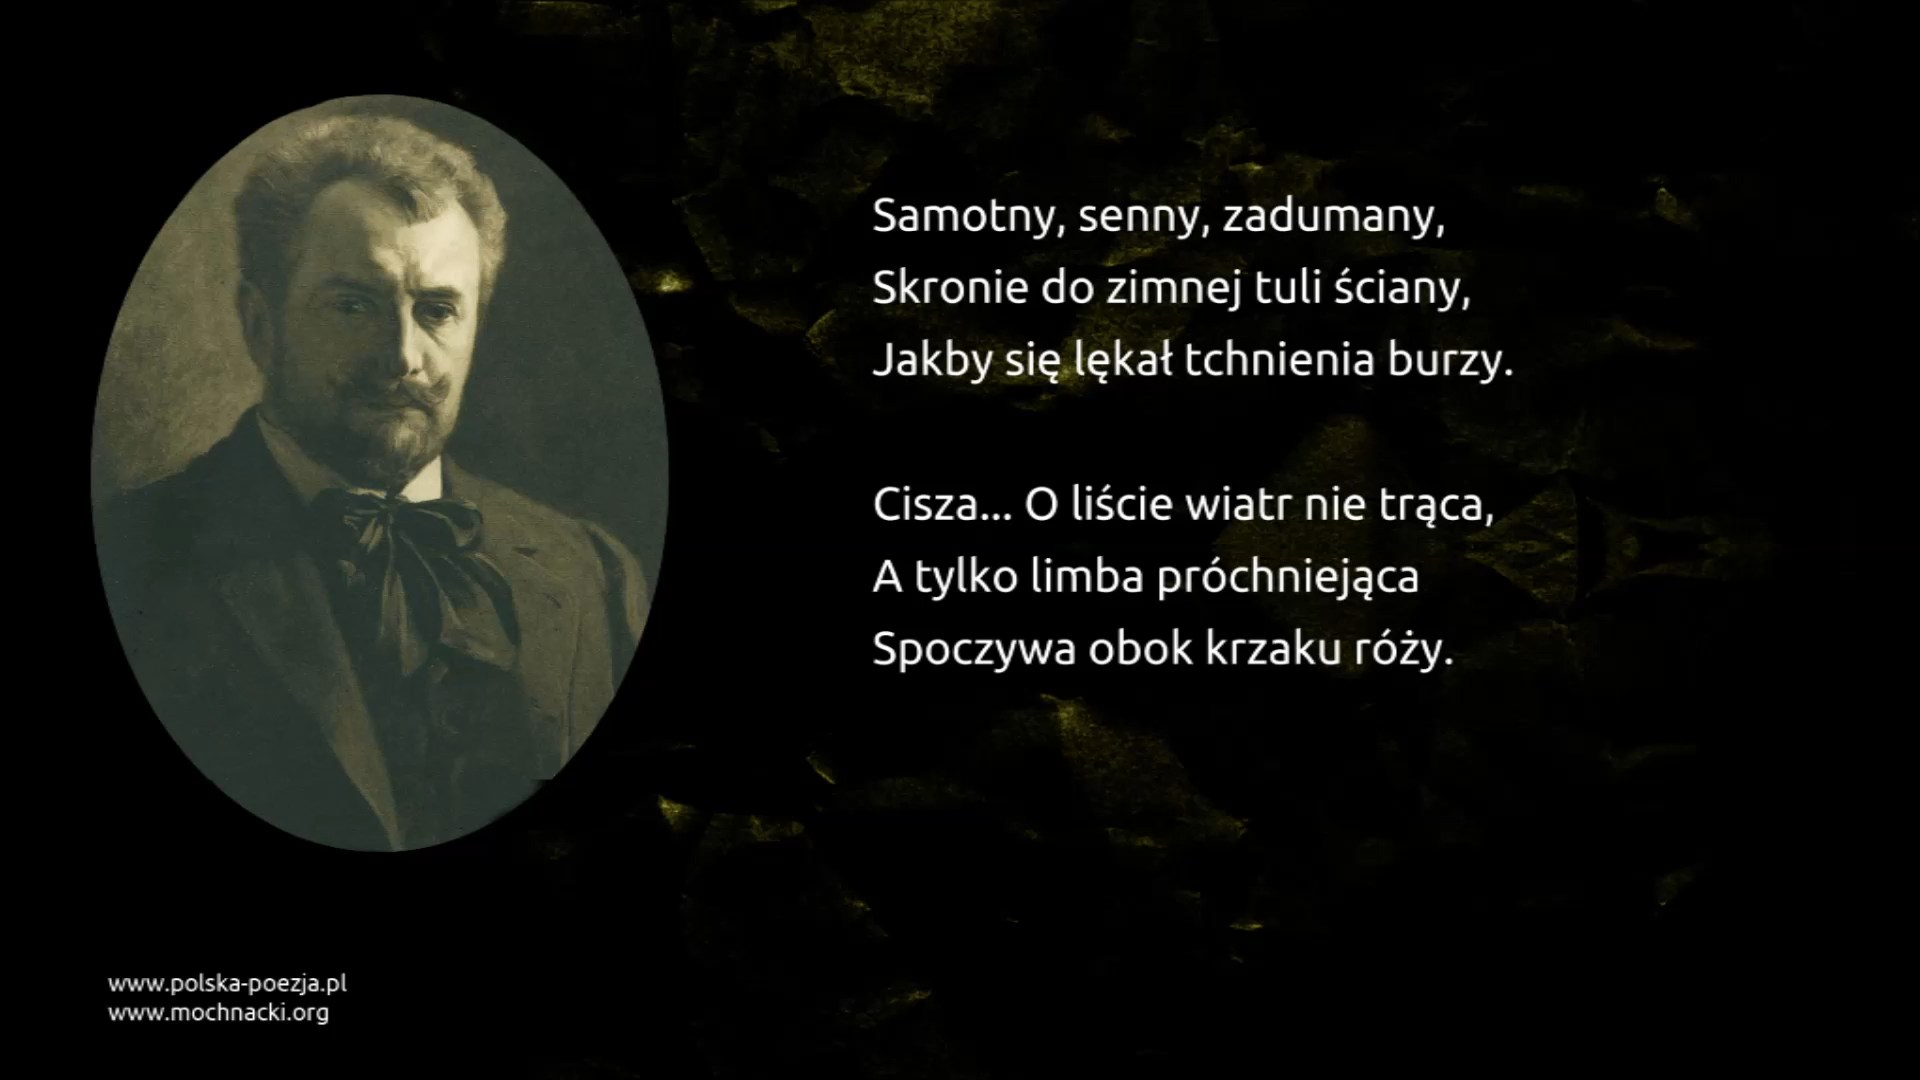 Samotny, senny, zadumany,
Skronie do zimnej tuli ściany,
Jakby się lękał tchnienia burzy.
Cisza... O liście wiatr nie trąca,
A tylko limba próchniejąca
Spoczywa obok krzaku róży.
www.polska-poezja.pl
www.mochnacki.org